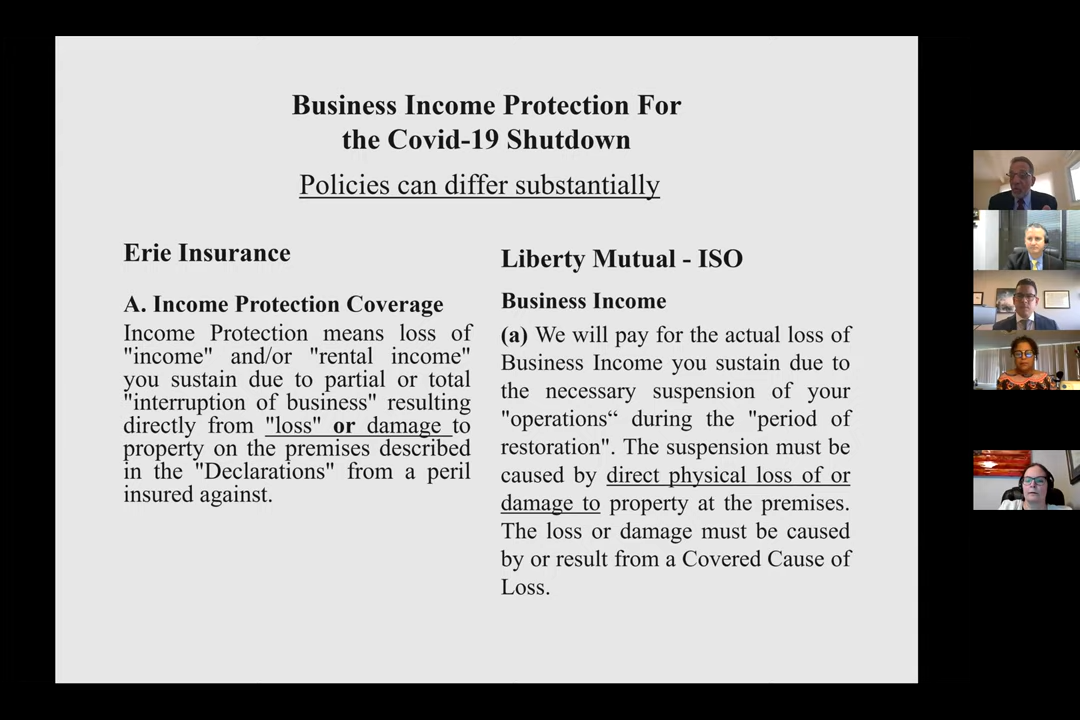 Business Income Protection For
the Covid-19 Shutdown
Policies can differ substantially
Erie Insurance
A. Income Protection Coverage
Income Protection means loss of
"income" and/or "rental income"
you sustain due to partial or total
"interruption of business" resulting
directly from "loss" or damage to
property on the premises described
in the "Declarations" from a peril
insured against.
Liberty Mutual - ISO
Business Income
(a) We will pay for the actual loss of
Business Income you sustain due to
the necessary suspension of your
"operations“ during the "period of
restoration". The suspension must be
caused by direct physical loss of or
damage to property at the premises.
The loss or damage must be caused
by or result from a Covered Cause of
Loss.